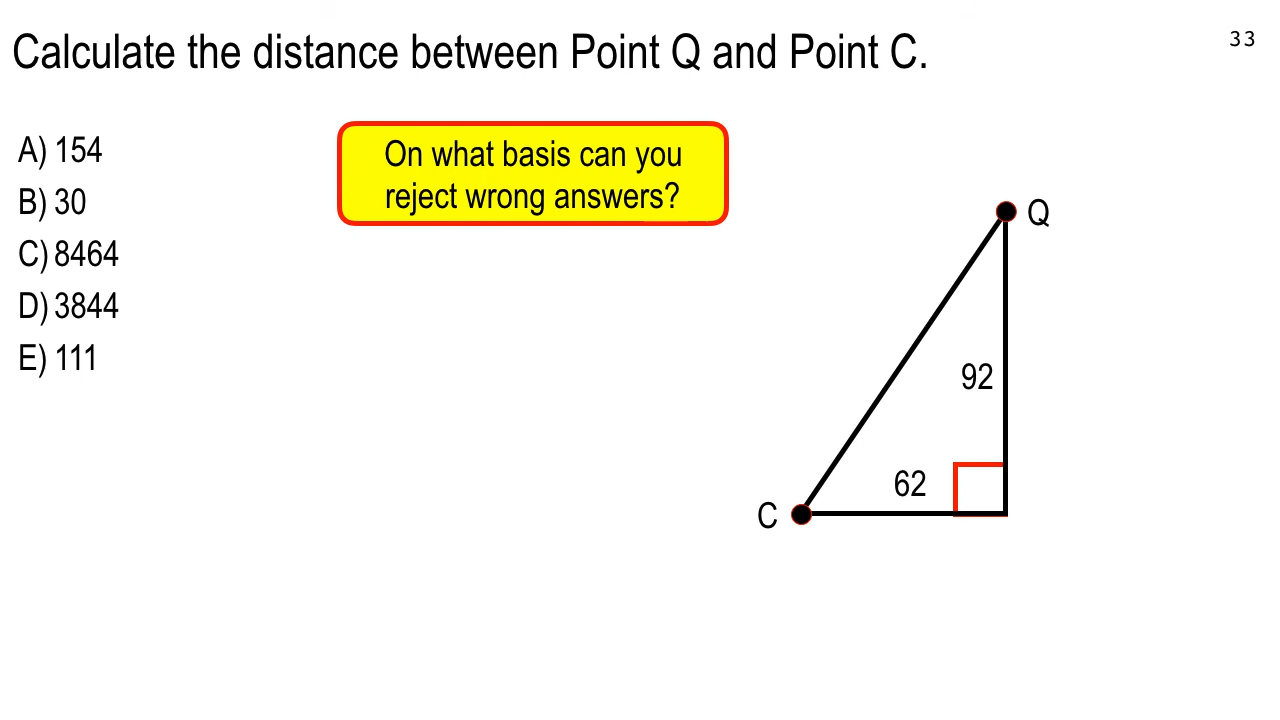 Calculate the distance between Point Q and Point C.
33
A) 154
B) 30
C) 8464
D) 3844
E) 111
On what basis can you
reject wrong answers?
Q
92
62
C